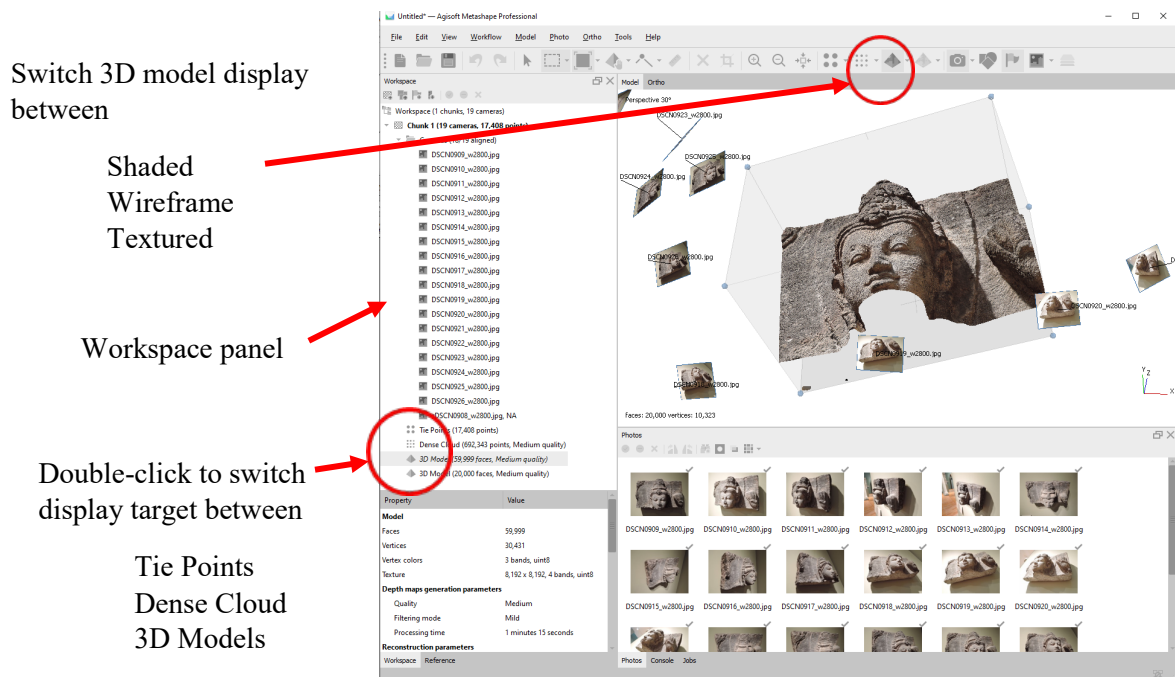 Untitled* — Agisoft Metashape Professional
File Edit View Workflow Model Photo Ortho Tools Help
Switch 3D model display
between
Shaded
Wireframe
Textured
Workspace panel
Double-click to switch
display target between
Tie Points
Dense Cloud
3D Models
Workspace
Workspace (1 chunks, 19 cameras)
Chunk 1 (19 cameras, 17,408 points)
aligned)
DSCN0909_w2800.jpg
DSCN0910_w2800.jpg
DSCN0911_w2800.jpg
DSCN0912_w2800.jpg
DSCN0913_w2800.jpg
DSCN0914_w2800.jpg
DSCN0915_w2800.jpg
DSCN0916_w2800.jpg
DSCN0917_w2800.jpg
DSCN0918_w2800.jpg
DSCN0919_w2800.jpg
DSCN0920_w2800.jpg
DSCN0921_w2800.jpg
DSCN0922_w2800.jpg
DSCN0923_w2800.jpg
DSCN0924_w2800.jpg
DSCN0925_w2800.jpg
DSCN0926_w2800.jpg
DSCN0908_w2800.jpg, NA
Tie Points (17,408 points)
Dense Cloud (692,343 points, Medium quality)
3D Model (59,999 faces, Medium quality)
3D Model (20,000 faces, Medium quality)
Property Value
Model
Faces 59,999
Vertices 30,431
Vertex colors 3 bands, uint8
Texture 8,192 x 8,192, 4 bands, uint8
Depth maps generation parameters
Quality Medium
Filtering mode Mild
Processing time 1 minutes 15 seconds
Reconstruction parameters
Workspace Reference
Model Ortho
Perspective 30°
DSCN0923_w2800.jpg
DSCN0925_w2800.jpg
DSCN0924_w2800.jpg
DSCN0926_w2800.jpg
DSCN0920_w2800.jpg
DSCN0919_w2800.jpg
DSCN0918_w2800.jpg
Y Z
X
faces: 20,000 vertices: 10,323
Photos
DSCN0909_w2800.jpg DSCN0910_w2800.jpg DSCN0911_w2800.jpg DSCN0912_w2800.jpg DSCN0913_w2800.jpg DSCN0914_w2800.jpg
DSCN0915_w2800.jpg DSCN0916_w2800.jpg DSCN0917_w2800.jpg DSCN0918_w2800.jpg DSCN0919_w2800.jpg DSCN0920_w2800.jpg
Photos Console Jobs